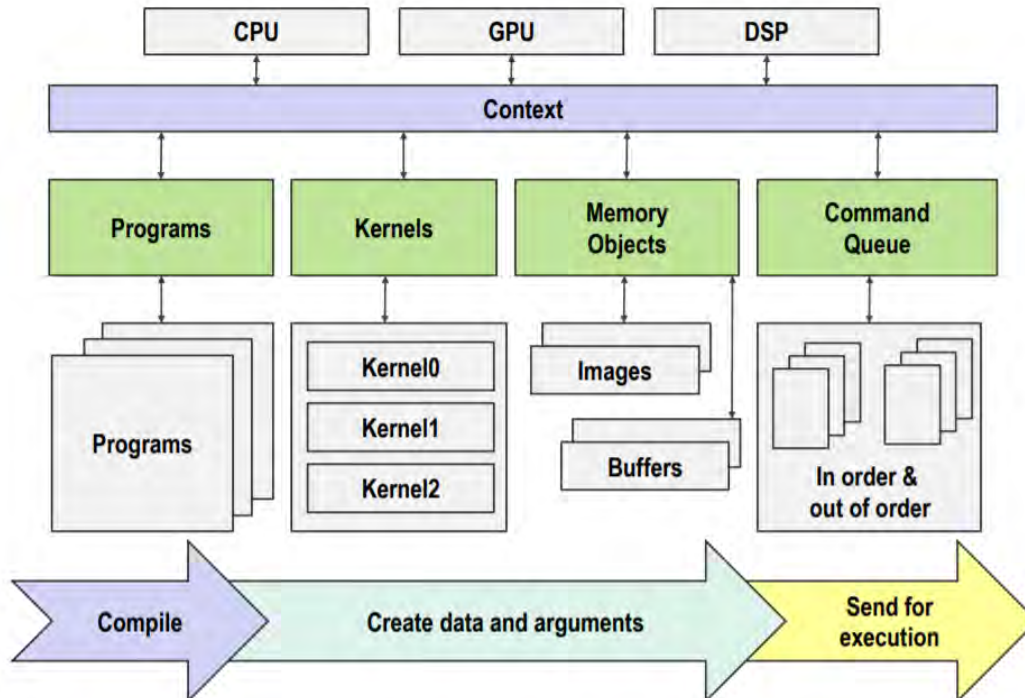 CPU
GPU
DSP
Context
Programs
Kernels
Memory
Objects
Command
Queue
Programs
Kernel0
Kernel1
Kernel2
Images
Buffers
In order &
out of order
Compile
Create data and arguments
Send for
execution